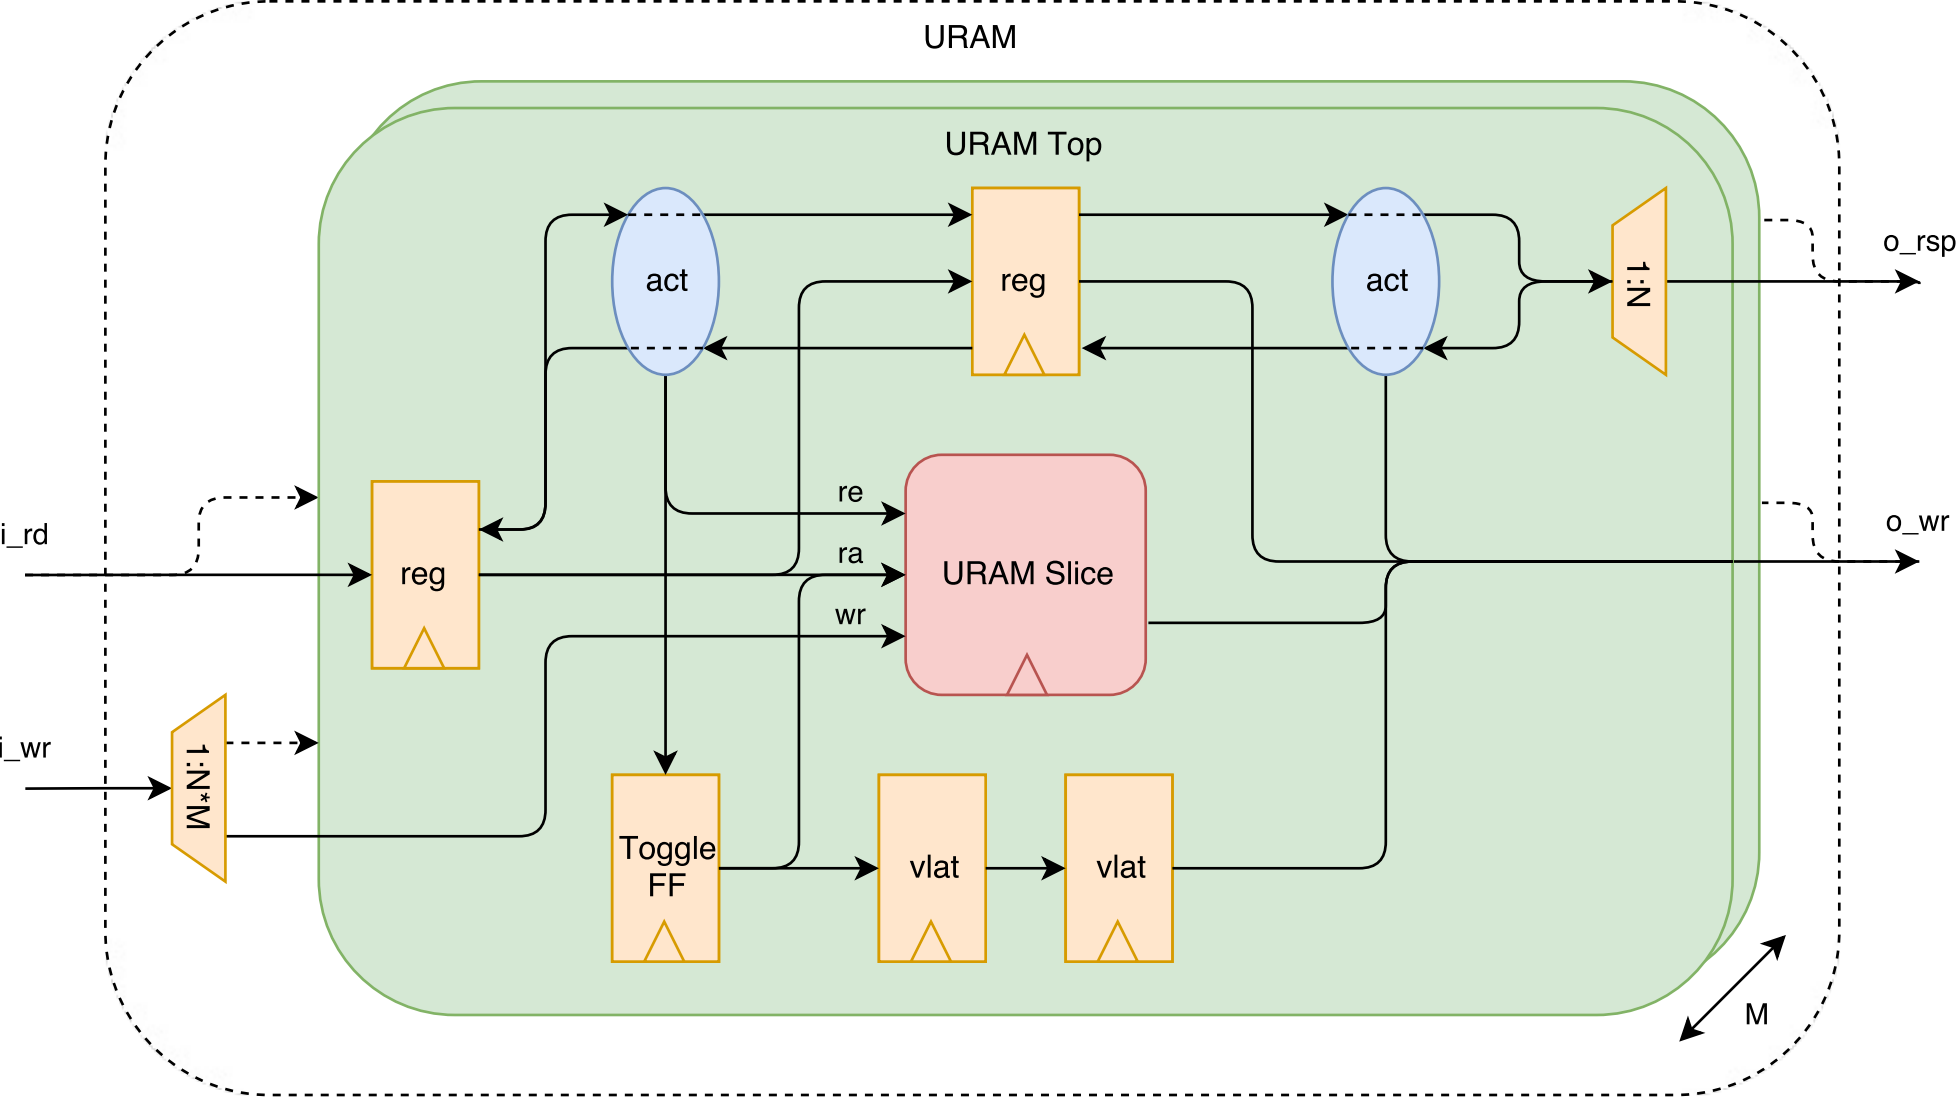 URAM
URAM Top
o_rsp
act
reg
act
1:N
re
i_rd
o_wr
ra
reg
URAM Slice
wr
i_wr
1:N*M
Toggle
FF
vlat
vlat
M